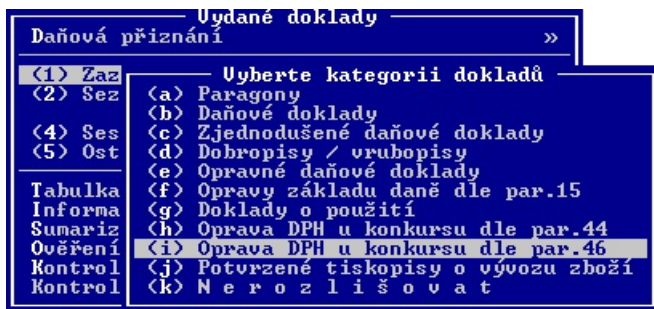 Vydané doklady
Daňová přiznání »
(1) Zaz
(2) Sez
(4) Ses
(5) Ost
Tabulka
Informa
Sumariz
Ověření
Kontrol
Kontrol
Vyberte kategorii dokladů
(a) Paragony
(b) Daňové doklady
(c) Zjednodušené daňové doklady
(d) Dobropisy / vrubopisy
(e) Opravné daňové doklady
(f) Opravy základu daně dle par.15
(g) Doklady o použití
(h) Oprava DPH u konkursu dle par.44
(i) Oprava DPH u konkursu dle par.46
(j) Potvrzené tiskopisy o vývozu zboží
(k) N e r o z l i š o v a t